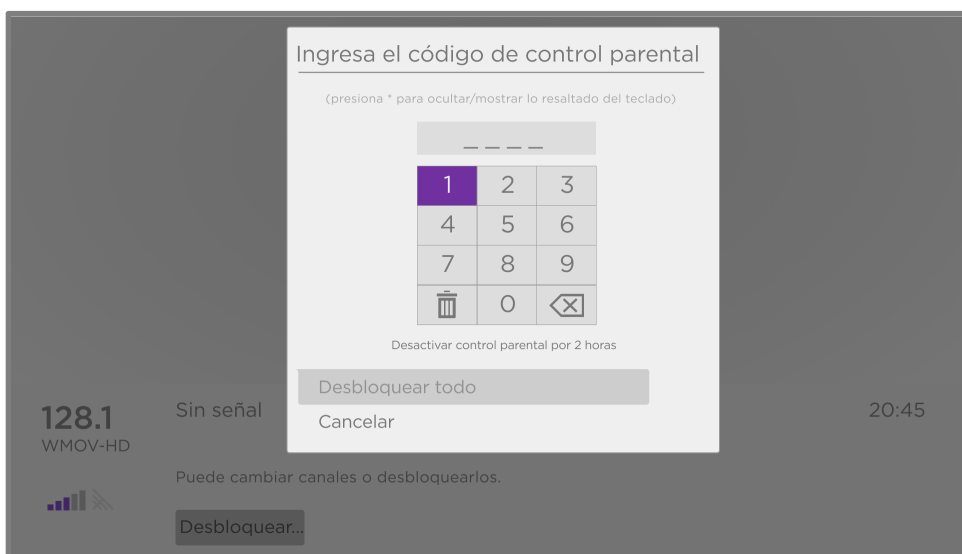 Ingresa el código de control parental
(presiona * para ocultar/mostrar lo resaltado del teclado)
_ _ _ _
1 2 3
4 5 6
7 8 9
0
Desactivar control parental por 2 horas
Desbloquear todo
Cancelar
128.1
WMOV-HD
Sin señal
20:45
Puede cambiar canales o desbloquearlos.
Desbloquear...